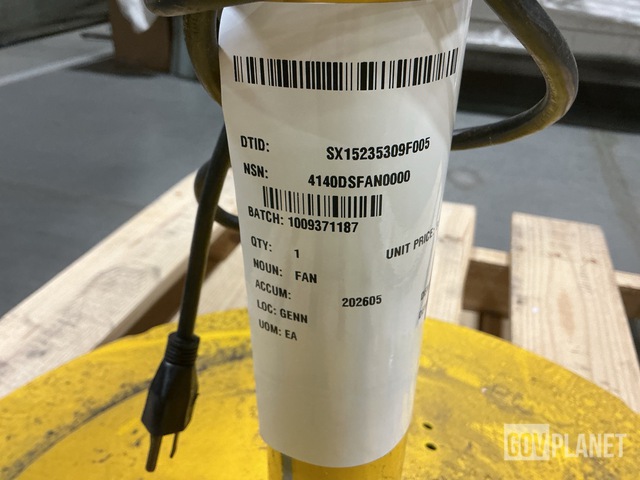 DTID: SX15235309F005
NSN: 4140DSFAN0000
BATCH: 1009371187
QTY: 1 UNIT PRICE:
NOUN: FAN
ACCUM: 202605
LOC: GENN
UOM: EA
GOVPLANET